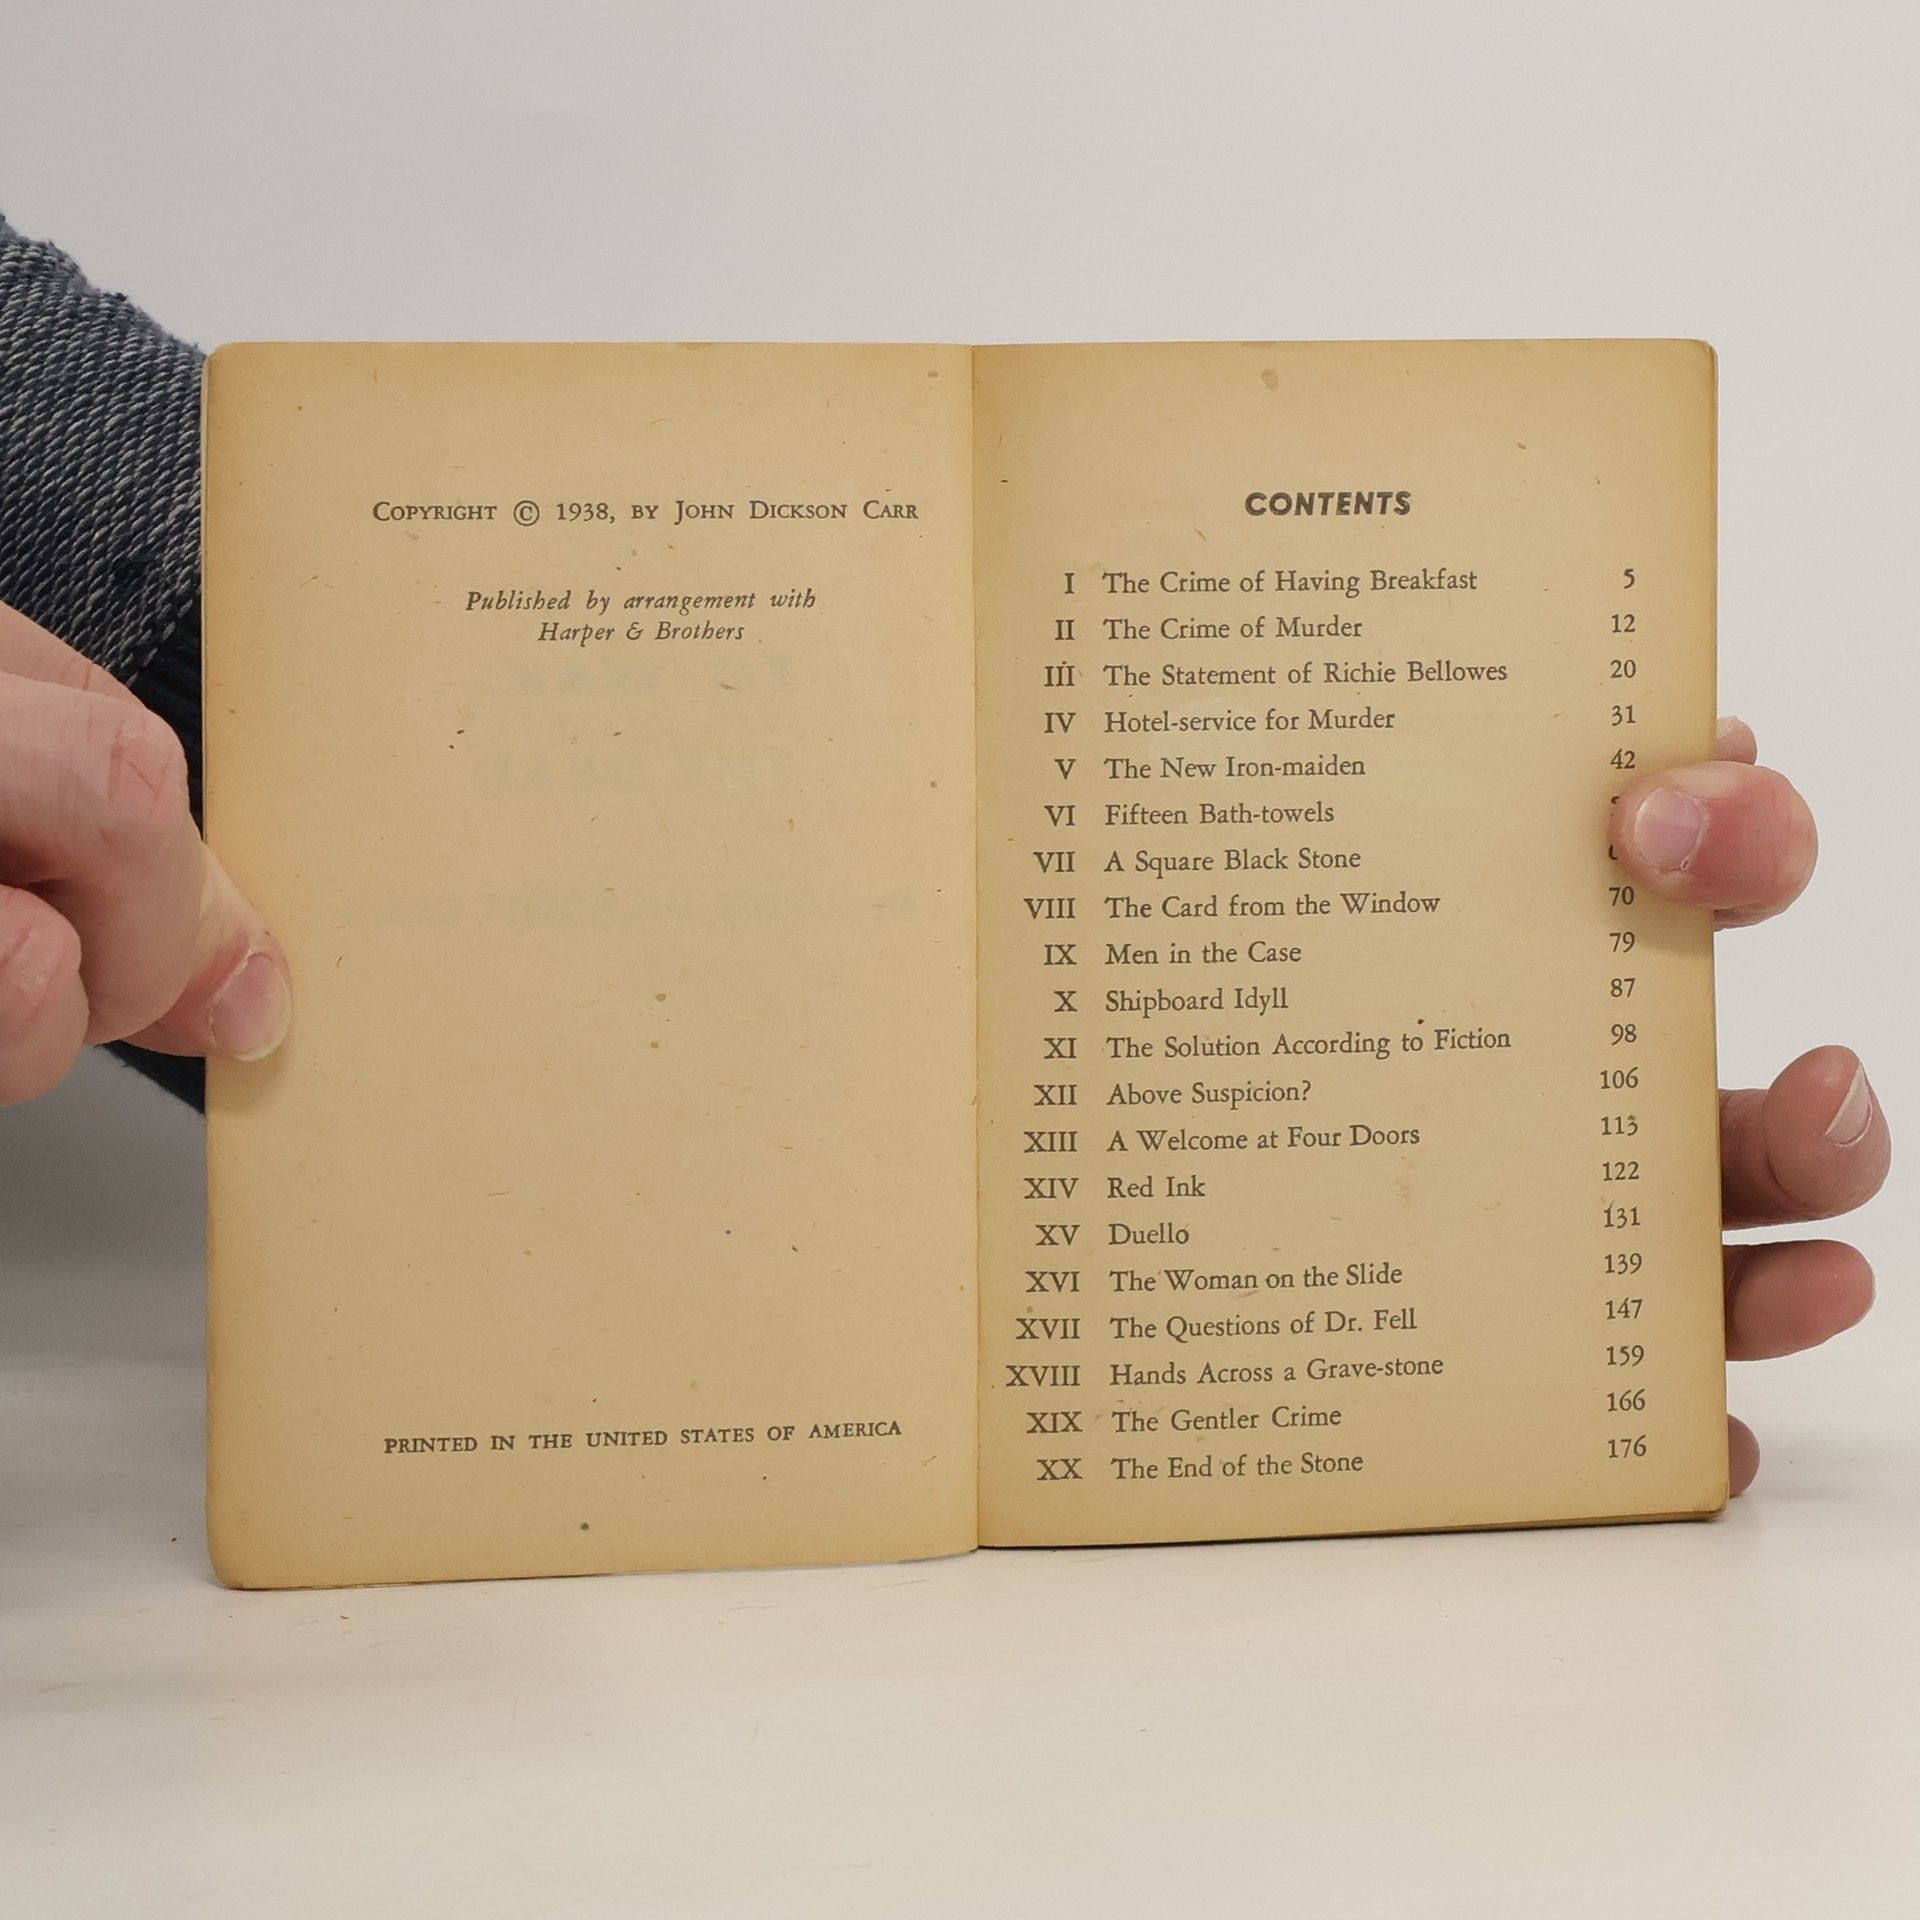 COPYRIGHT © 1938, BY JOHN DICKSON CARR
Published by arrangement with
Harper & Brothers
PRINTED IN THE UNITED STATES OF AMERICA
CONTENTS
I The Crime of Having Breakfast 5
II The Crime of Murder 12
III The Statement of Richie Bellowes 20
IV Hotel-service for Murder 31
V The New Iron-maiden 42
VI Fifteen Bath-towels
VII A Square Black Stone
VIII The Card from the Window 70
IX Men in the Case 79
X Shipboard Idyll 87
XI The Solution According to Fiction 98
XII Above Suspicion? 106
XIII A Welcome at Four Doors 113
XIV Red Ink 122
XV Duello 131
XVI The Woman on the Slide 139
XVII The Questions of Dr. Fell 147
XVIII Hands Across a Grave-stone 159
XIX The Gentler Crime 166
XX The End of the Stone 176